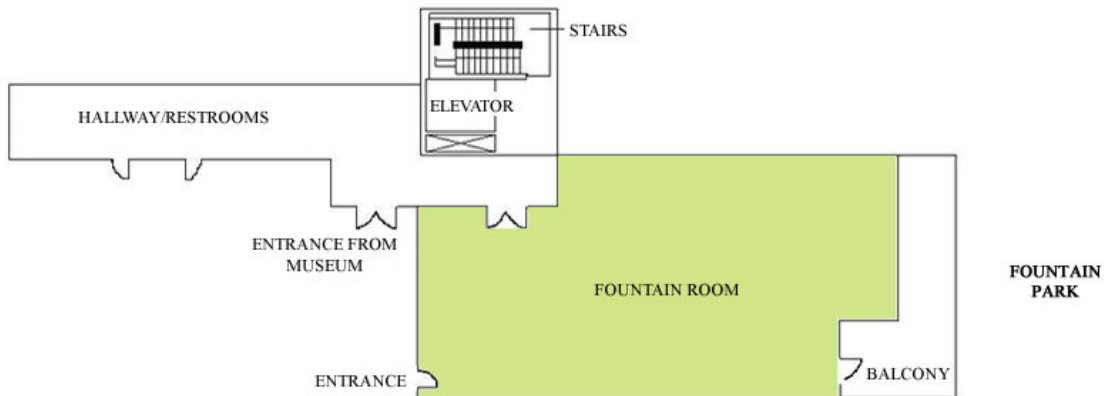 STAIRS
ELEVATOR
HALLWAY/RESTROOMS
ENTRANCE FROM
MUSEUM
FOUNTAIN ROOM
FOUNTAIN
PARK
ENTRANCE
BALCONY